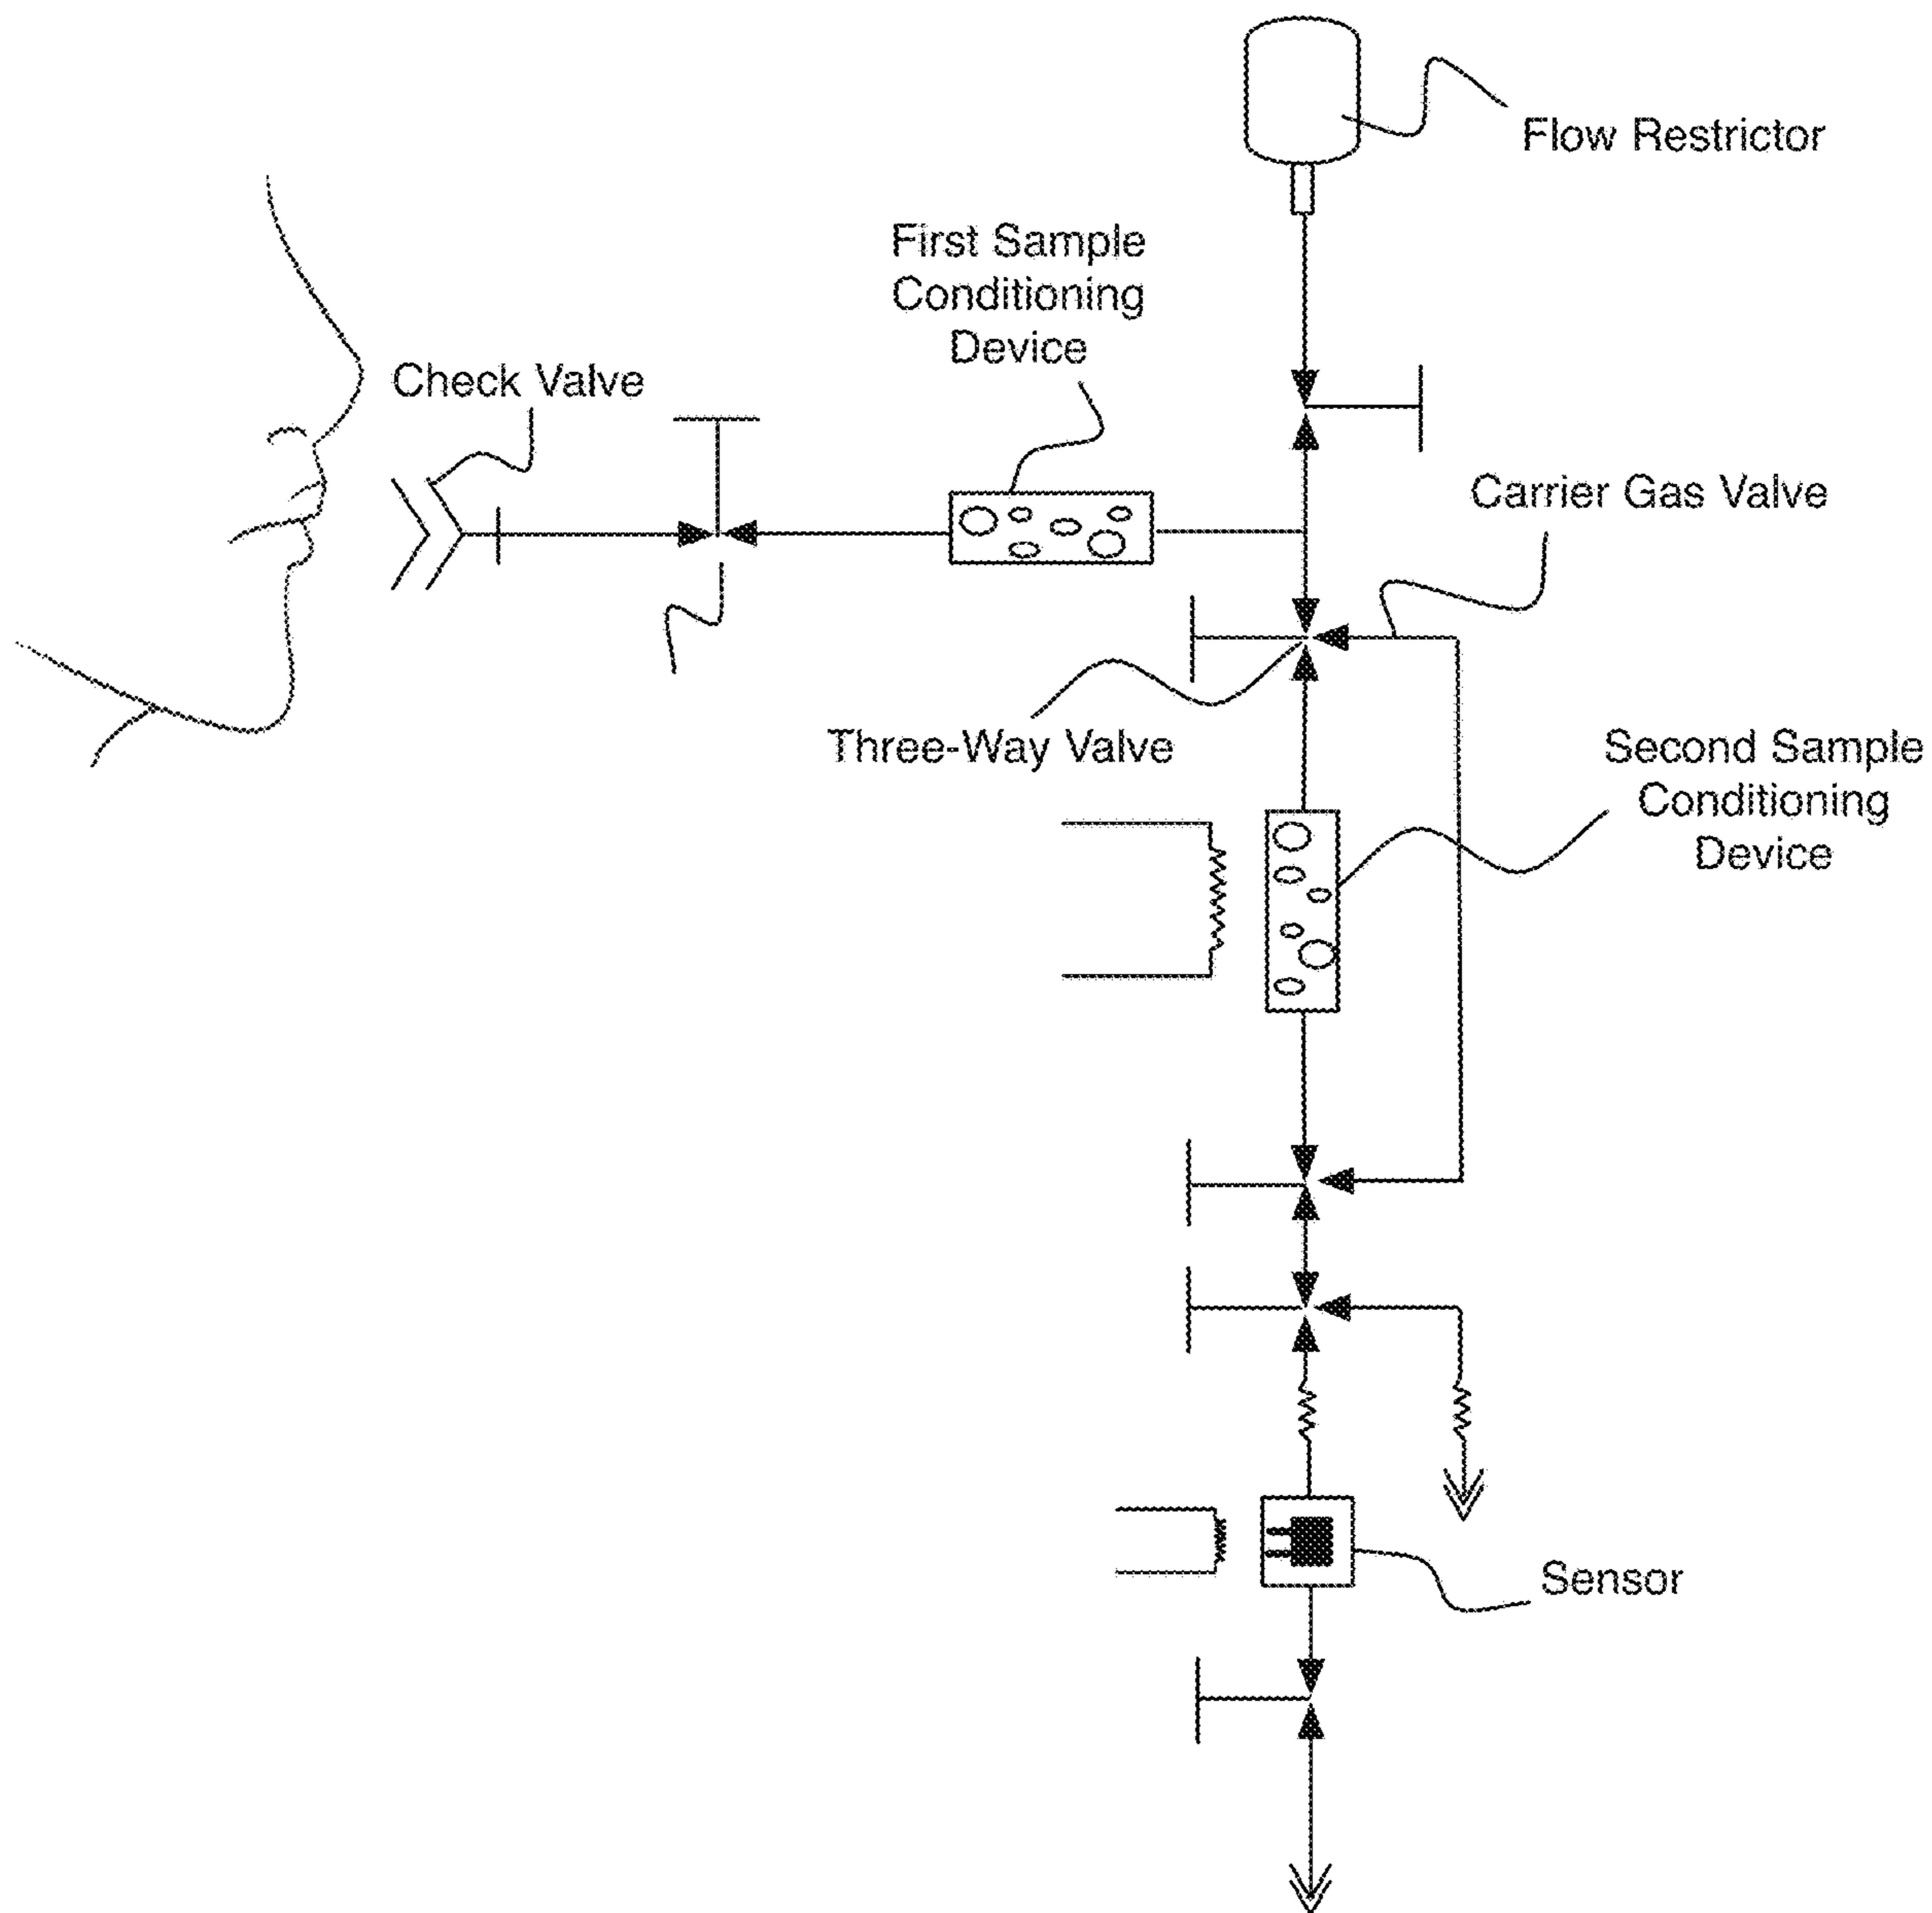 Flow Restrictor
First Sample
Conditioning
Device
Check Valve
Carrier Gas Valve
Three-Way Valve
Second Sample
Conditioning
Device
Sensor